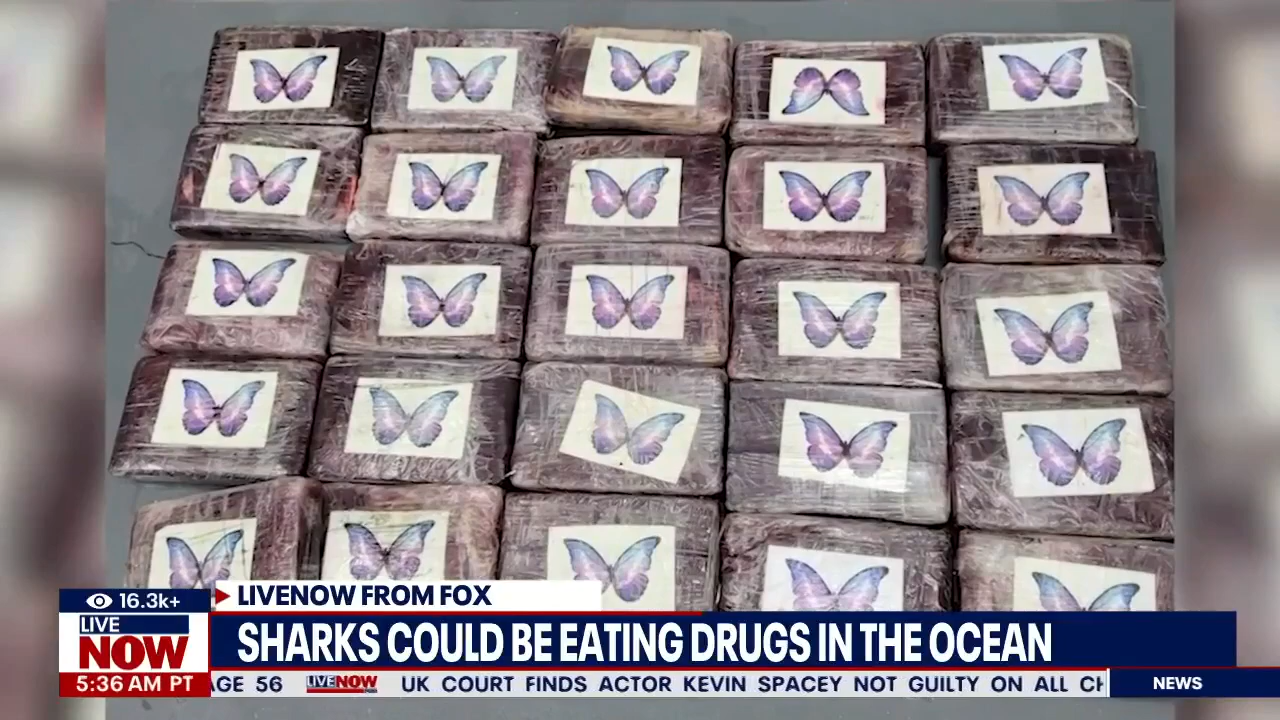 16.3k+
LIVENOW FROM FOX
LIVE
NOW
SHARKS COULD BE EATING DRUGS IN THE OCEAN
5:36 AM PT
AGE 56 LIVENOW UK COURT FINDS ACTOR KEVIN SPACEY NOT GUILTY ON ALL CH
NEWS